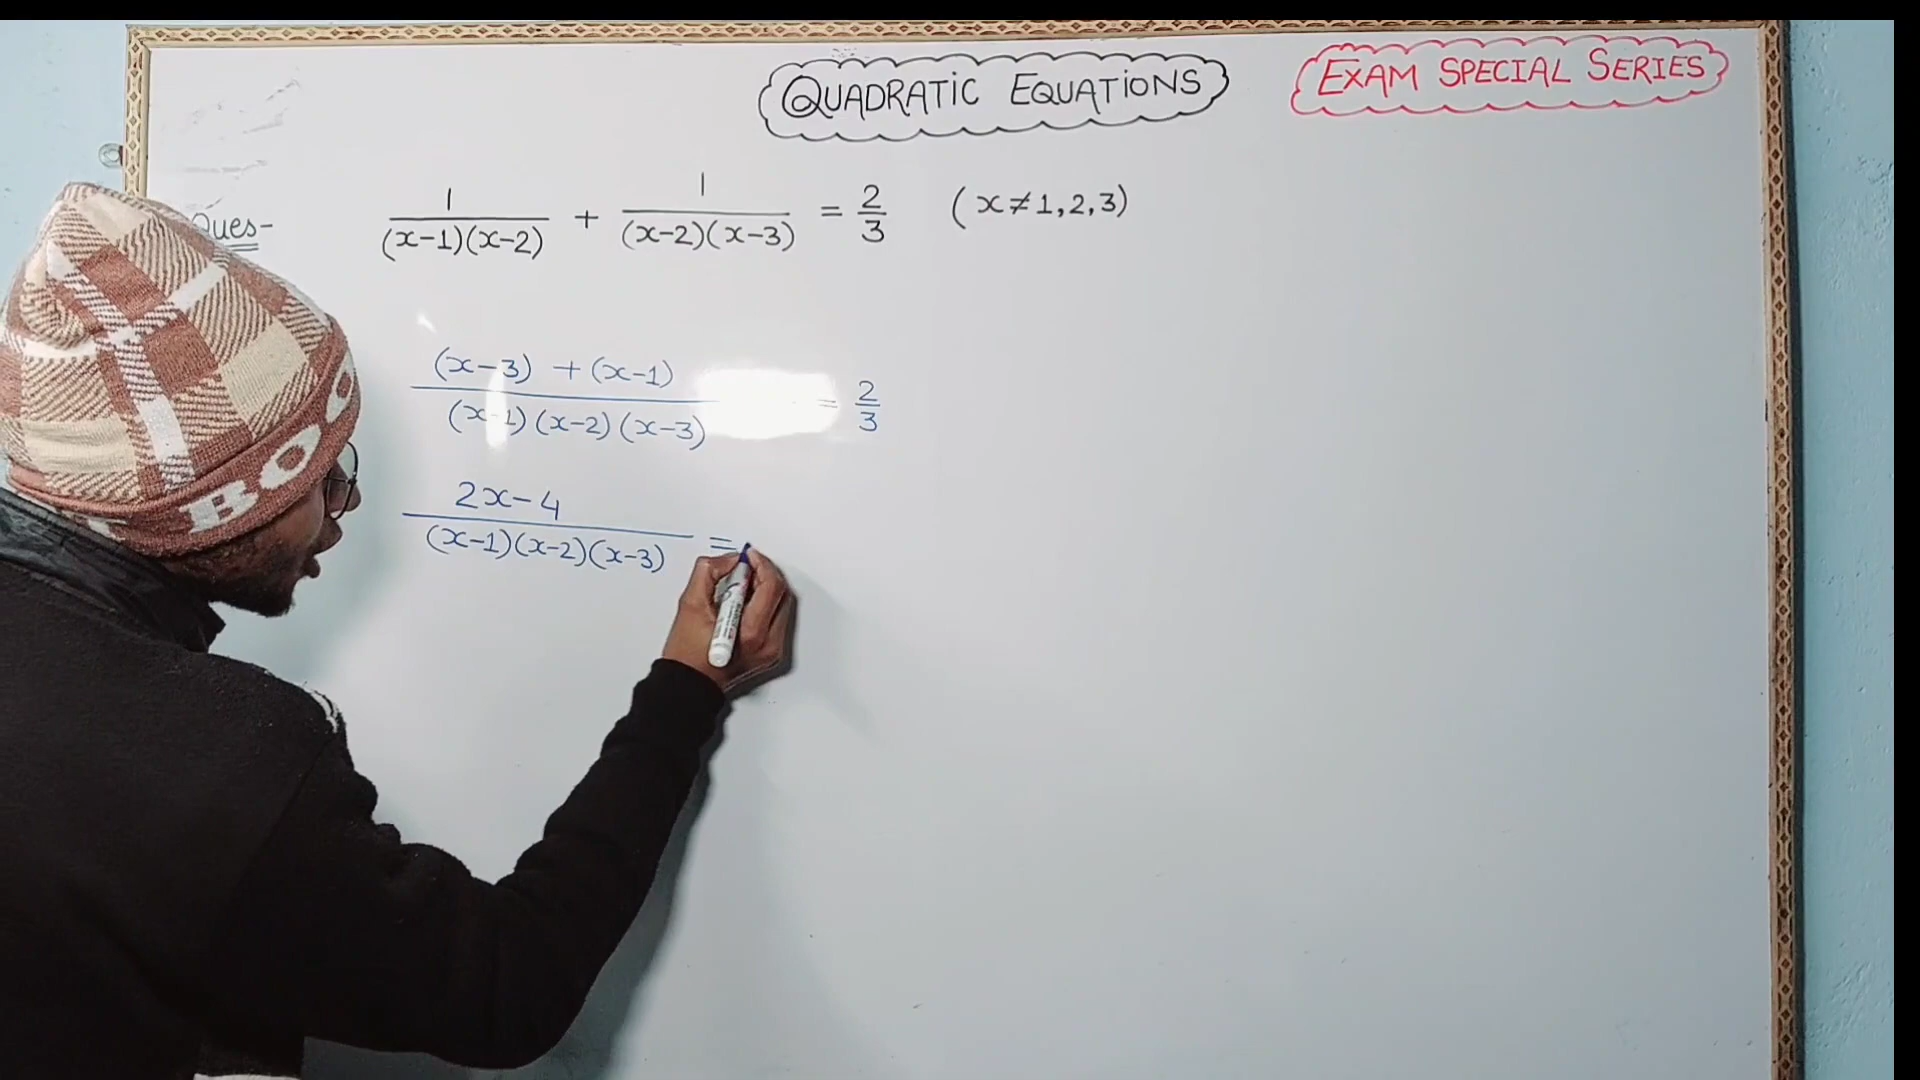 QUADRATIC EQUATIONS
EXAM SPECIAL SERIES
Ques- 1/((x-1)(x-2)) + 1/((x-2)(x-3)) = 2/3 (x≠1,2,3)
((x-3) + (x-1))/((x-1)(x-2)(x-3)) = 2/3
(2x-4)/((x-1)(x-2)(x-3)) =